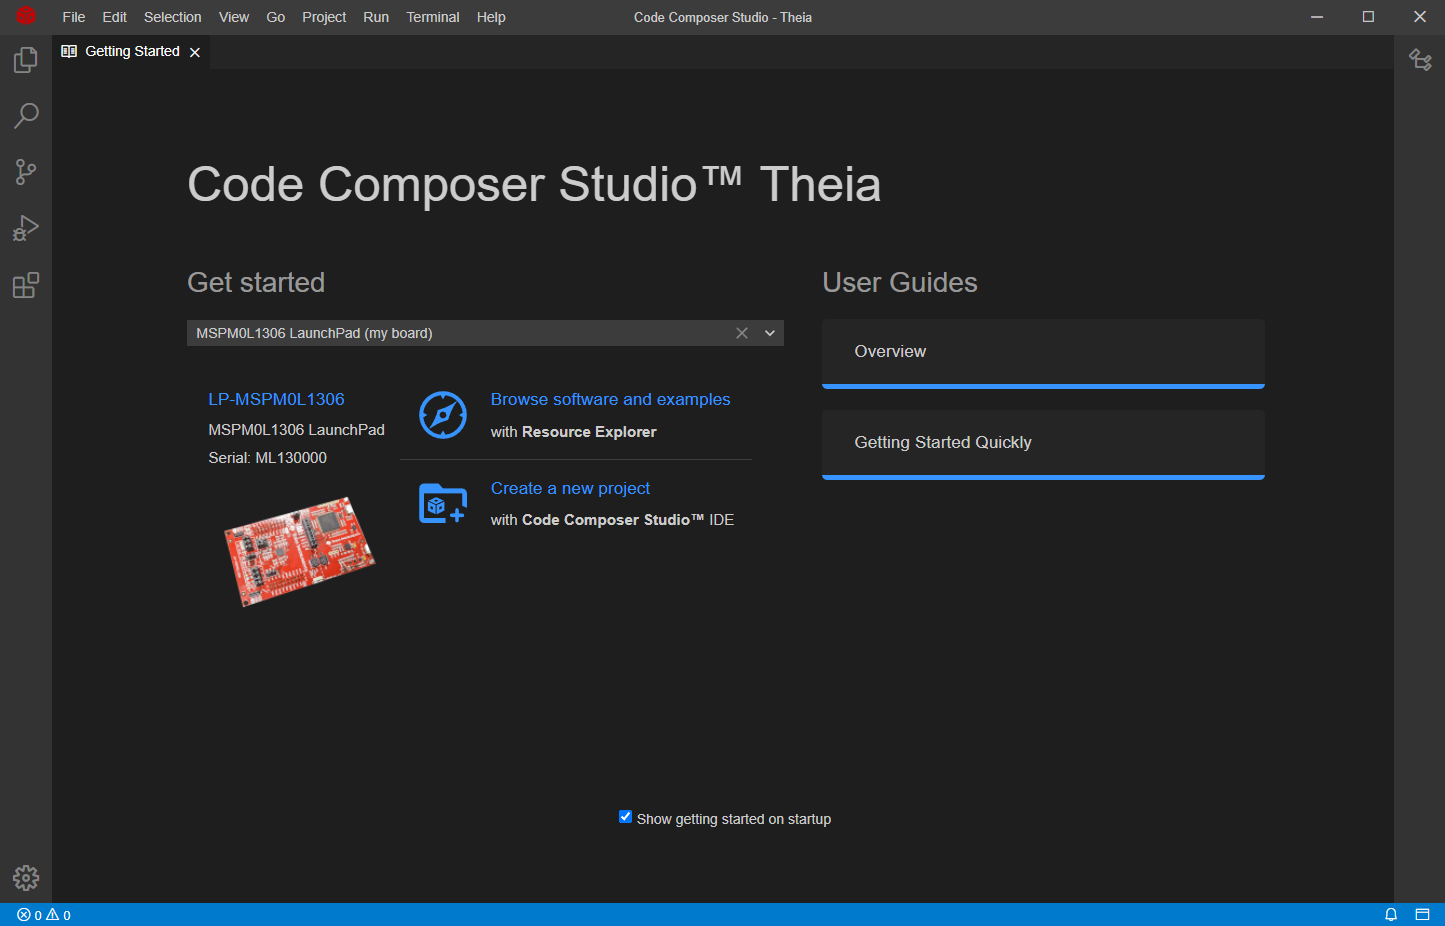 File Edit Selection View Go Project Run Terminal Help Code Composer Studio - Theia
Getting Started
Code Composer Studio™ Theia
Get started
MSPM0L1306 LaunchPad (my board)
LP-MSPM0L1306
MSPM0L1306 LaunchPad
Serial: ML130000
Browse software and examples
with Resource Explorer
Create a new project
with Code Composer Studio™ IDE
User Guides
Overview
Getting Started Quickly
Show getting started on startup
0 0